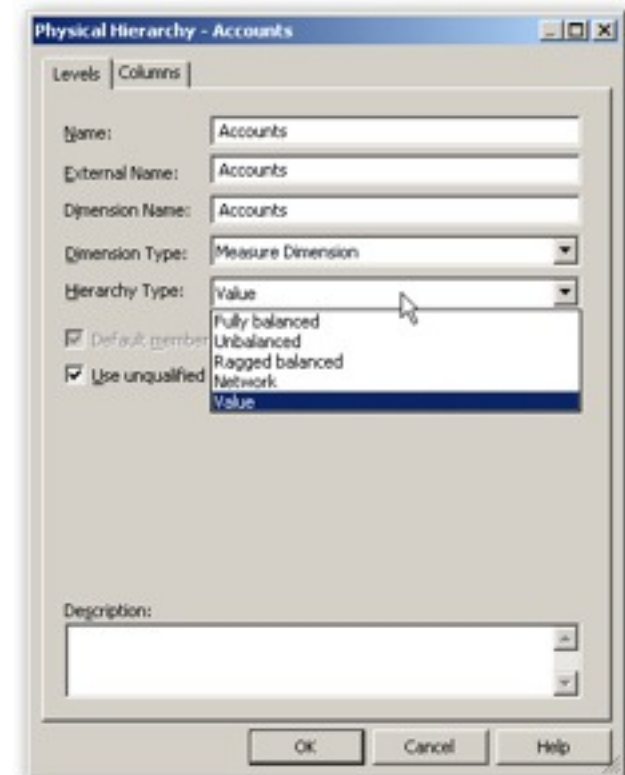 Physical Hierarchy - Accounts
Levels
Columns
Name: Accounts
External Name: Accounts
Dimension Name: Accounts
Dimension Type: Measure Dimension
Hierarchy Type: Value
Fully balanced
Unbalanced
Ragged balanced
Network
Value
Default member
Use unqualified
Description:
OK
Cancel
Help